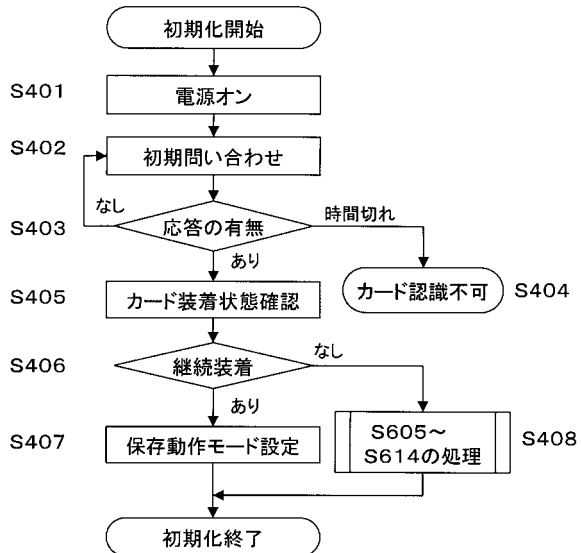 初期化開始
S401
電源オン
S402
初期問い合わせ
なし
時間切れ
S403
応答の有無
あり
S405
カード装着状態確認
カード認識不可
S404
S406
継続装着
なし
あり
S407
保存動作モード設定
S605～
S614の処理
S408
初期化終了